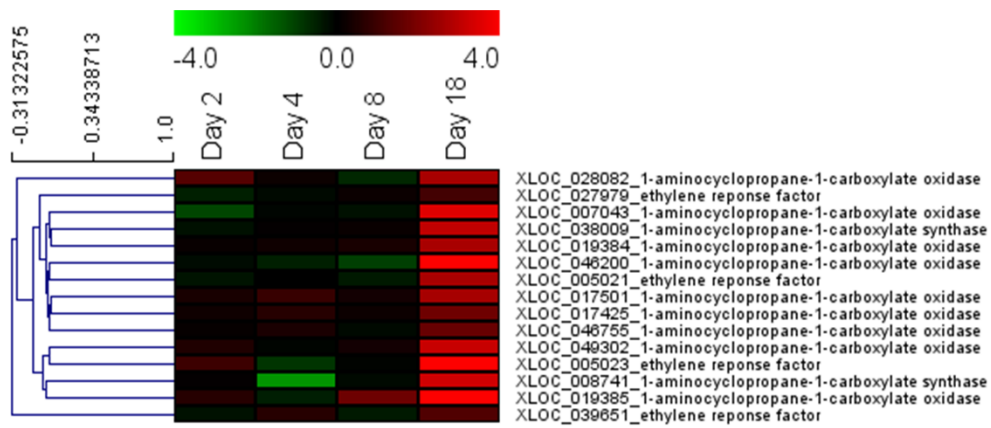 -4.0 0.0 4.0
-0.31322575 0.34338713 1.0
Day 2 Day 4 Day 8 Day 18
XLOC_028082_1-aminocyclopropane-1-carboxylate oxidase
XLOC_027979_ethylene reponse factor
XLOC_007043_1-aminocyclopropane-1-carboxylate oxidase
XLOC_038009_1-aminocyclopropane-1-carboxylate synthase
XLOC_019384_1-aminocyclopropane-1-carboxylate oxidase
XLOC_046200_1-aminocyclopropane-1-carboxylate oxidase
XLOC_005021_ethylene reponse factor
XLOC_017501_1-aminocyclopropane-1-carboxylate oxidase
XLOC_017425_1-aminocyclopropane-1-carboxylate oxidase
XLOC_046755_1-aminocyclopropane-1-carboxylate oxidase
XLOC_049302_1-aminocyclopropane-1-carboxylate oxidase
XLOC_005023_ethylene reponse factor
XLOC_008741_1-aminocyclopropane-1-carboxylate synthase
XLOC_019385_1-aminocyclopropane-1-carboxylate oxidase
XLOC_039651_ethylene reponse factor